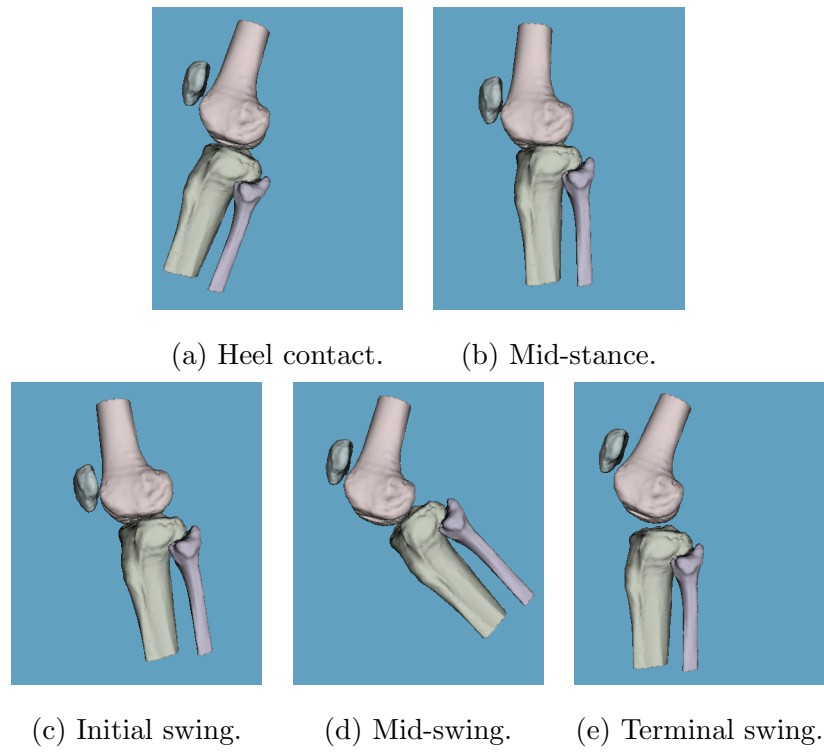 (a) Heel contact.
(b) Mid-stance.
(c) Initial swing.
(d) Mid-swing.
(e) Terminal swing.